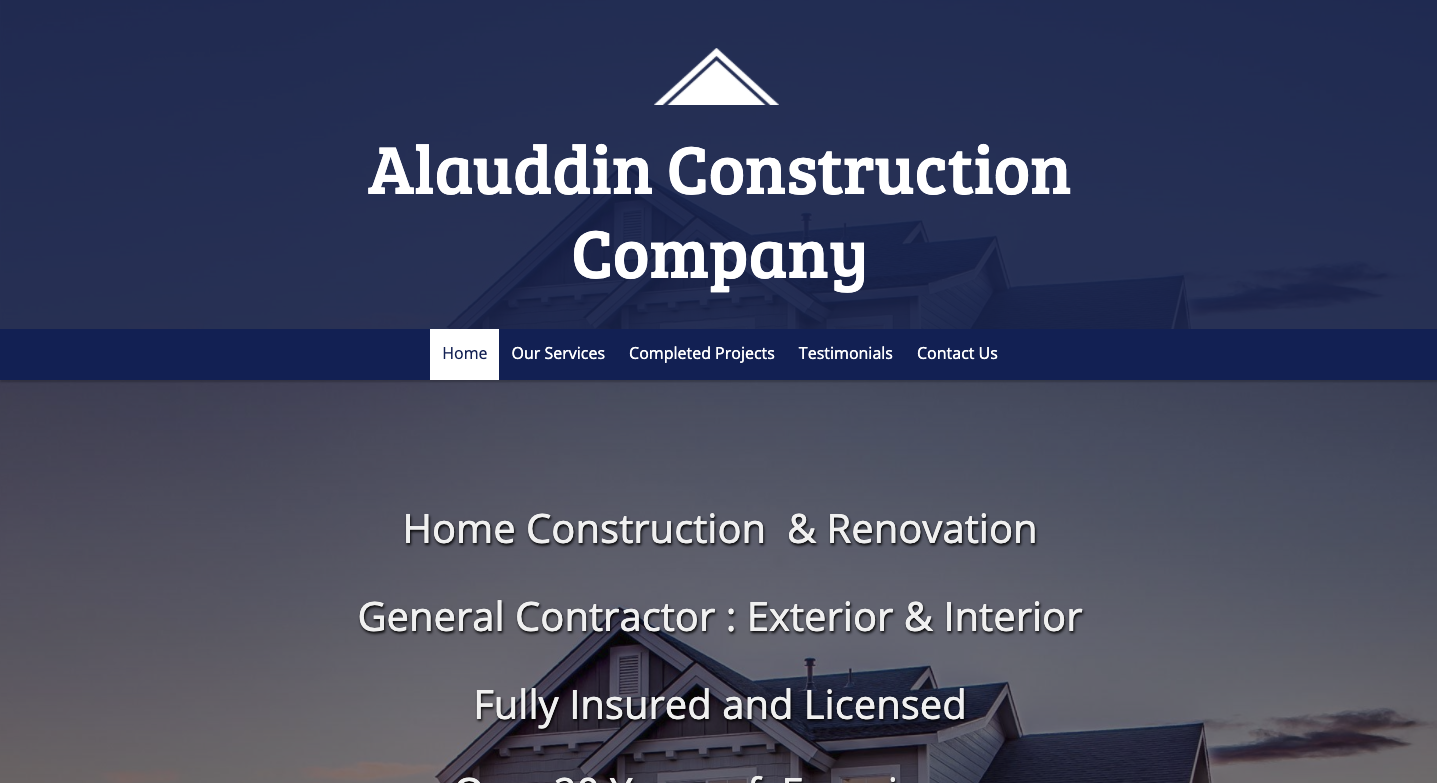 Alauddin Construction
Company
Home Our Services Completed Projects Testimonials Contact Us
Home Construction  & Renovation
General Contractor : Exterior & Interior
Fully Insured and Licensed